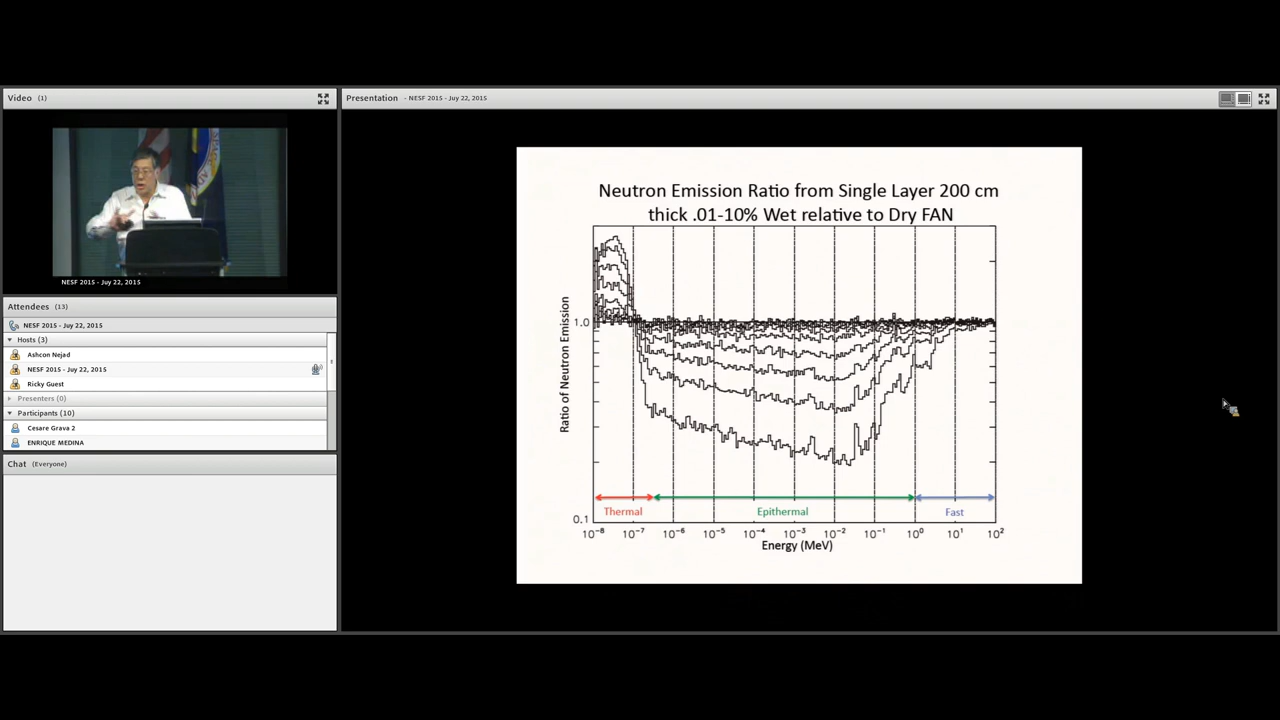 Video (1)
NESF 2015 - Juy 22, 2015
Attendees (13)
NESF 2015 - Juy 22, 2015
Hosts (3)
Ashcon Nejad
NESF 2015 - Juy 22, 2015
Ricky Guest
Presenters (0)
Participants (10)
Cesare Grava 2
ENRIQUE MEDINA
Chat (Everyone)
Presentation - NESF 2015 - Juy 22, 2015
Neutron Emission Ratio from Single Layer 200 cm
thick .01-10% Wet relative to Dry FAN
Ratio of Neutron Emission
1.0
0.1
Thermal Epithermal Fast
10⁻⁸ 10⁻⁷ 10⁻⁶ 10⁻⁵ 10⁻⁴ 10⁻³ 10⁻² 10⁻¹ 10⁰ 10¹ 10²
Energy (MeV)